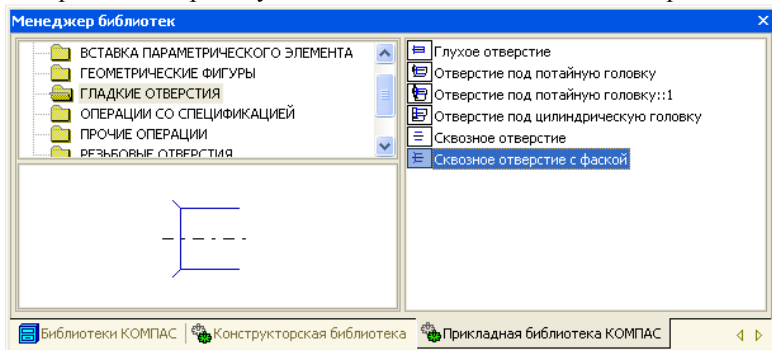 Менеджер библиотек
ВСТАВКА ПАРАМЕТРИЧЕСКОГО ЭЛЕМЕНТА
ГЕОМЕТРИЧЕСКИЕ ФИГУРЫ
ГЛАДКИЕ ОТВЕРСТИЯ
ОПЕРАЦИИ СО СПЕЦИФИКАЦИЕЙ
ПРОЧИЕ ОПЕРАЦИИ
РЕЗЬБОВЫЕ ОТВЕРСТИЯ
Глухое отверстие
Отверстие под потайную головку
Отверстие под потайную головку::1
Отверстие под цилиндрическую головку
Сквозное отверстие
Сквозное отверстие с фаской
Библиотеки КОМПАС
Конструкторская библиотека
Прикладная библиотека КОМПАС